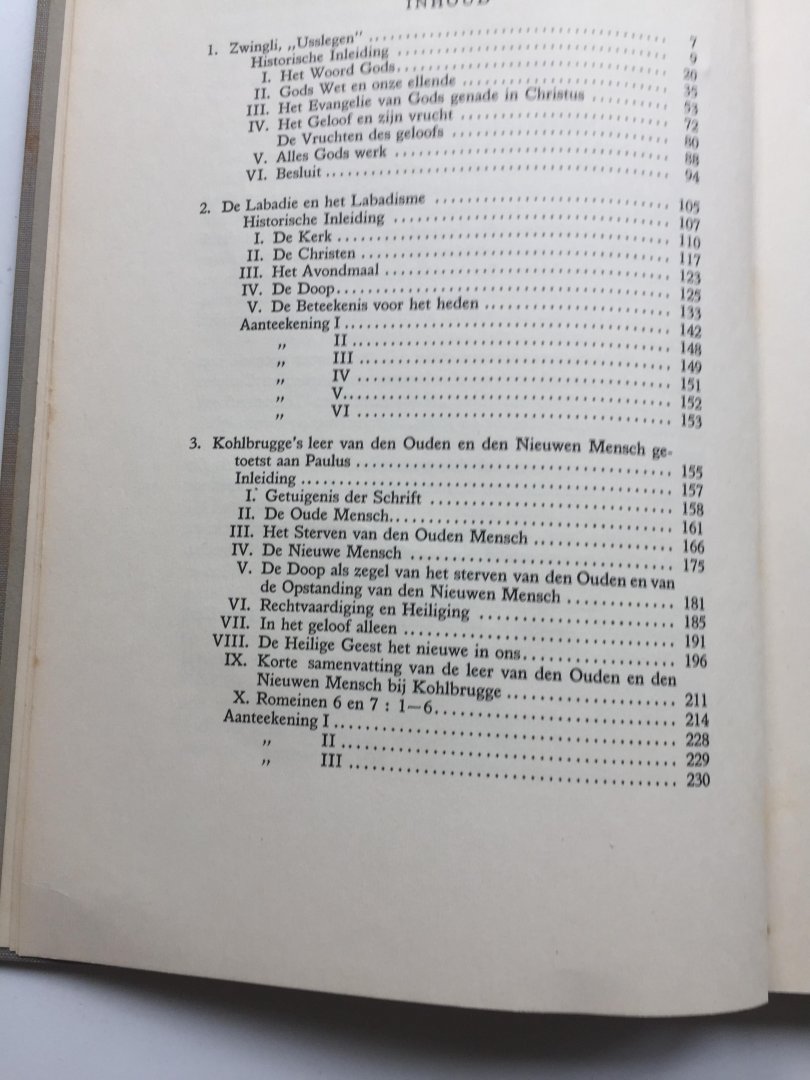 INHOUD
1. Zwingli, „Usslegen" 7
Historische Inleiding 9
I. Het Woord Gods 20
II. Gods Wet en onze ellende 35
III. Het Evangelie van Gods genade in Christus 53
IV. Het Geloof en zijn vrucht 72
De Vruchten des geloofs 80
V. Alles Gods werk 88
VI. Besluit 94
2. De Labadie en het Labadisme 105
Historische Inleiding 107
I. De Kerk 110
II. De Christen 117
III. Het Avondmaal 123
IV. De Doop 125
V. De Beteekenis voor het heden 133
Aanteekening I 142
„ II 148
„ III 149
„ IV 151
„ V 152
„ VI 153
3. Kohlbrugge's leer van den Ouden en den Nieuwen Mensch ge-
toetst aan Paulus 155
Inleiding 157
I. Getuigenis der Schrift 158
II. De Oude Mensch 161
III. Het Sterven van den Ouden Mensch 166
IV. De Nieuwe Mensch 175
V. De Doop als zegel van het sterven van den Ouden en van
de Opstanding van den Nieuwen Mensch 181
VI. Rechtvaardiging en Heiliging 185
VII. In het geloof alleen 191
VIII. De Heilige Geest het nieuwe in ons 196
IX. Korte samenvatting van de leer van den Ouden en den
Nieuwen Mensch bij Kohlbrugge 211
X. Romeinen 6 en 7 : 1—6 214
Aanteekening I 228
„ II 229
„ III 230